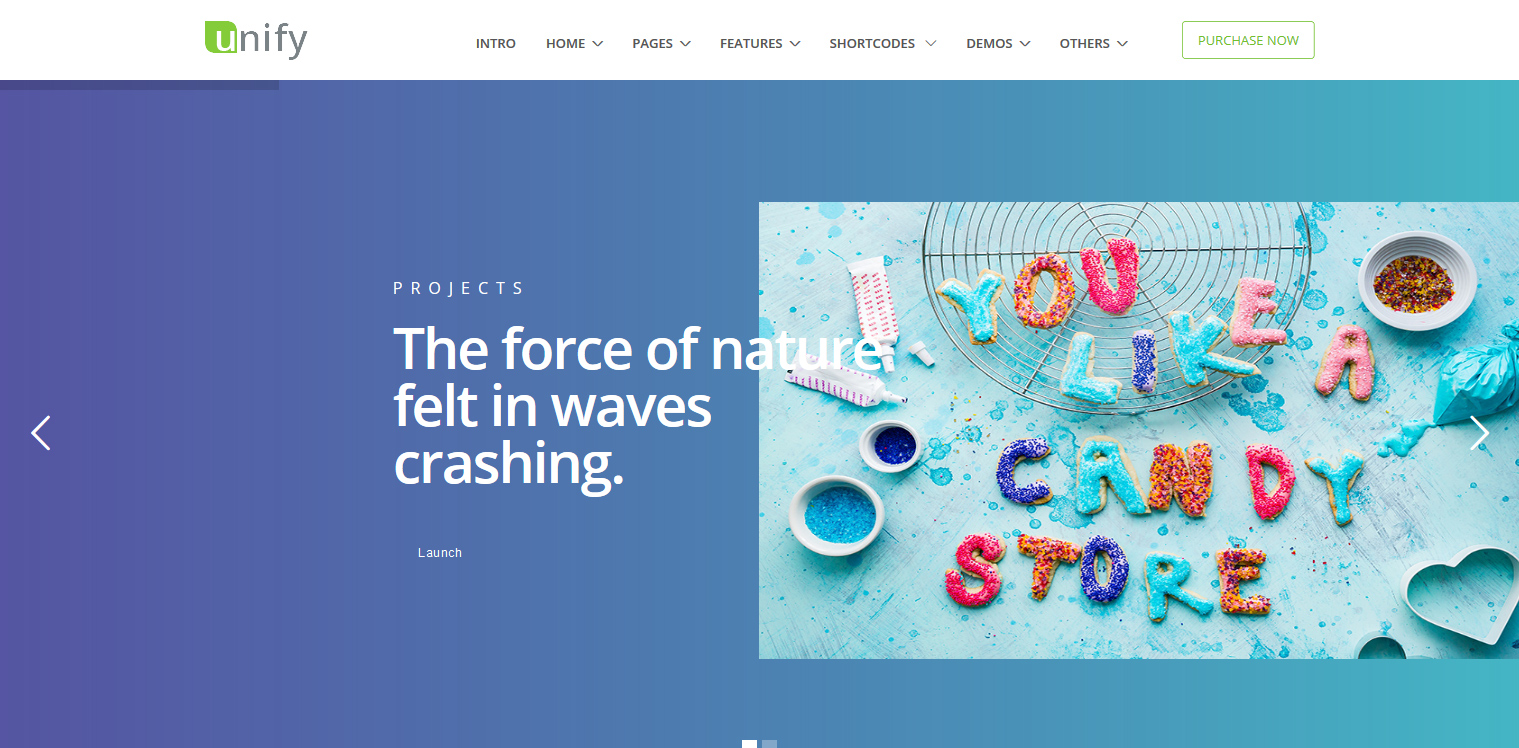 unify
INTRO HOME PAGES FEATURES SHORTCODES DEMOS OTHERS PURCHASE NOW
PROJECTS
The force of nature
felt in waves
crashing.
Launch
YOU
LIKE A
CANDY
STORE